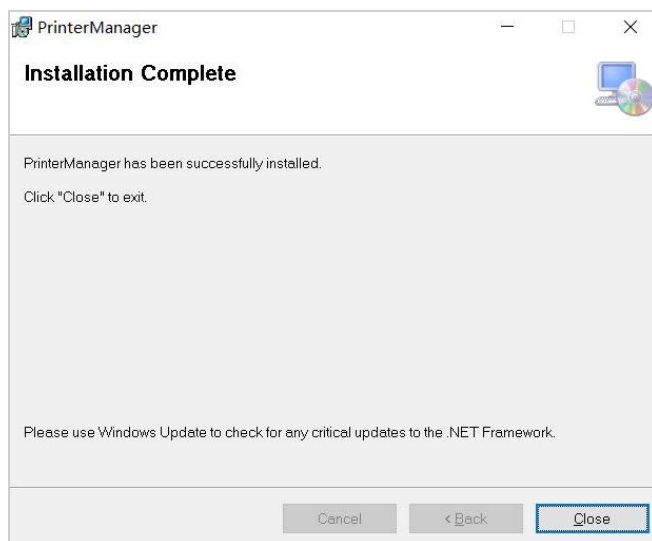 PrinterManager
Installation Complete
PrinterManager has been successfully installed.
Click "Close" to exit.
Please use Windows Update to check for any critical updates to the .NET Framework.
Cancel
< Back
Close